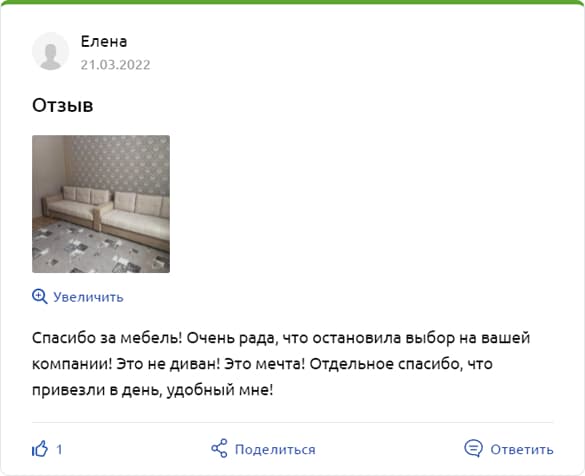 Елена
21.03.2022
Отзыв
Увеличить
Спасибо за мебель! Очень рада, что остановила выбор на вашей
компании! Это не диван! Это мечта! Отдельное спасибо, что
привезли в день, удобный мне!
1
Поделиться
Ответить